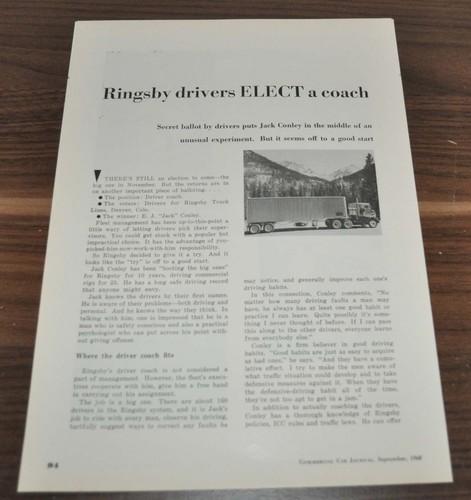 Ringsby drivers ELECT a coach
Secret ballot by drivers puts Jack Conley in the middle of an
unusual experiment. But it seems off to a good start
THERE'S STILL an election to come—the
big one in November. But the returns are in
on another important place of balloting . . .
● The position: Driver coach.
● The voters: Drivers for Ringsby Truck
Lines, Denver, Colo.
● The winner: E. J. "Jack" Conley.
Fleet management has been up-to-this-point a
little wary of letting drivers pick their super-
visors. You could get stuck with a popular but
impractical choice. It has the advantage of you-
picked-him-now-work-with-him responsibility.
So Ringsby decided to give it a try. And it
looks like the "try" is off to a good start.
Jack Conley has been "herding the big ones"
for Ringsby for 10 years, driving commercial
rigs for 25. He has a long safe driving record
that anyone might envy.
Jack knows the drivers by their first names.
He is aware of their problems—both driving and
personal. And he knows the way they think. In
talking with him, one is impressed that he is a
man who is safety conscious and also a practical
psychologist who can put across his point with-
out giving offense.
Where the driver coach fits
Ringsby's driver coach is not considered a
part of management. However, the fleet's execu-
tives cooperate with him, give him a free hand
in carrying out his assignment.
The job is a big one. There are about 160
drivers in the Ringsby system, and it is Jack's
job to ride with every man, observe his driving,
tactfully suggest ways to correct any faults he
may notice, and generally improve each one's
driving habits.
In this connection, Conley comments, "No
matter how many driving faults a man may
have, he always has at least one good habit or
practice I can learn. Quite possibly it's some-
thing I never thought of before. If I can pass
this along to the other drivers, everyone learns
from everybody else."
Conley is a firm believer in good driving
habits. "Good habits are just as easy to acquire
as bad ones," he says. "And they have a cumu-
lative effort. I try to make the men aware of
what traffic situation could develop and to take
defensive measures against it. When they have
the defensive-driving habit all of the time,
they're not too apt to get in a jam."
In addition to actually coaching the drivers,
Conley has a thorough knowledge of Ringsby
policies, ICC rules and traffic laws. He can offer
94
COMMERCIAL CAR JOURNAL, September, 1960